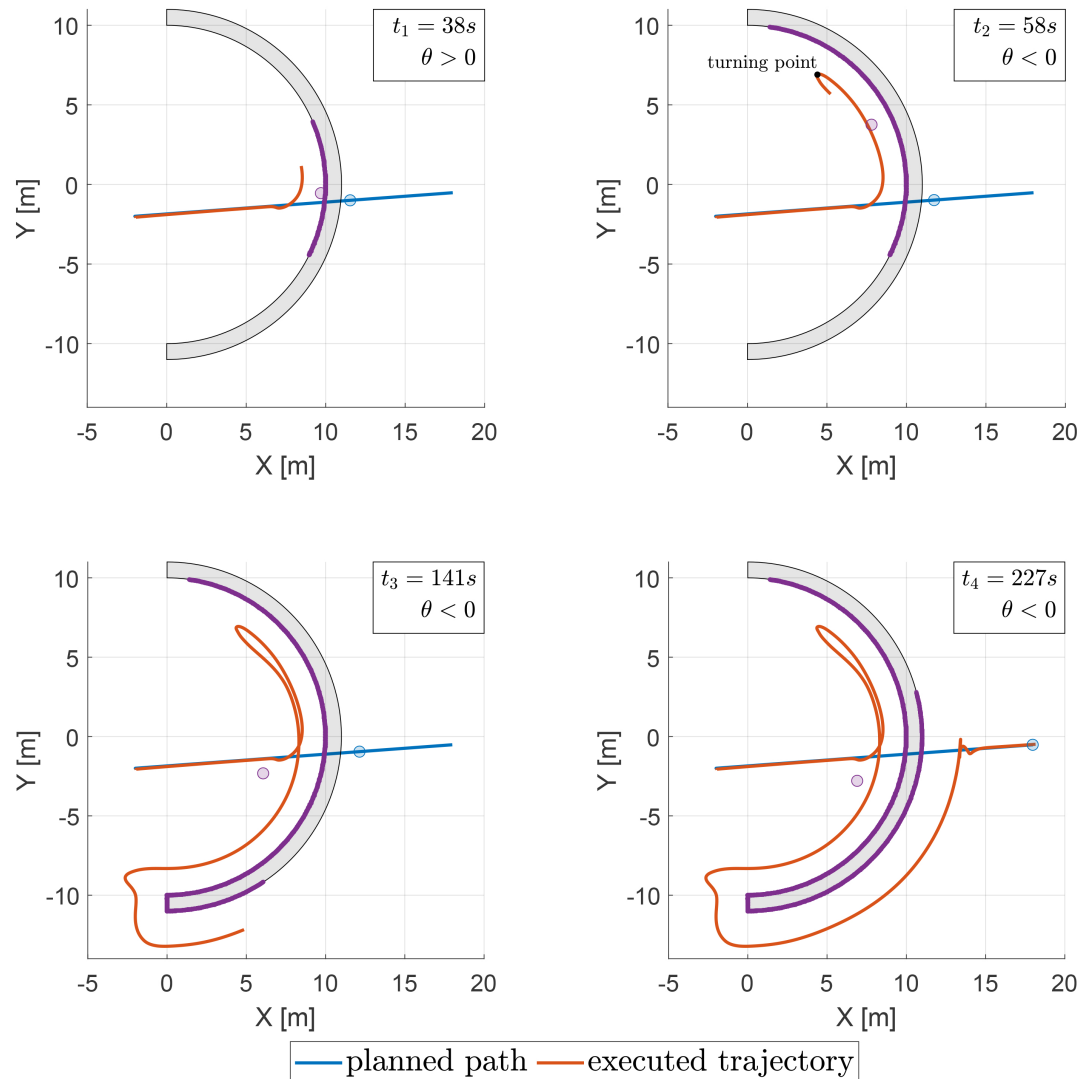 t₁ = 38s
θ > 0
10
5
0
-5
-10
Y [m]
-5 0 5 10 15 20
X [m]
t₂ = 58s
θ < 0
turning point
10
5
0
-5
-10
Y [m]
-5 0 5 10 15 20
X [m]
t₃ = 141s
θ < 0
10
5
0
-5
-10
Y [m]
-5 0 5 10 15 20
X [m]
t₄ = 227s
θ < 0
10
5
0
-5
-10
Y [m]
-5 0 5 10 15 20
X [m]
planned path executed trajectory